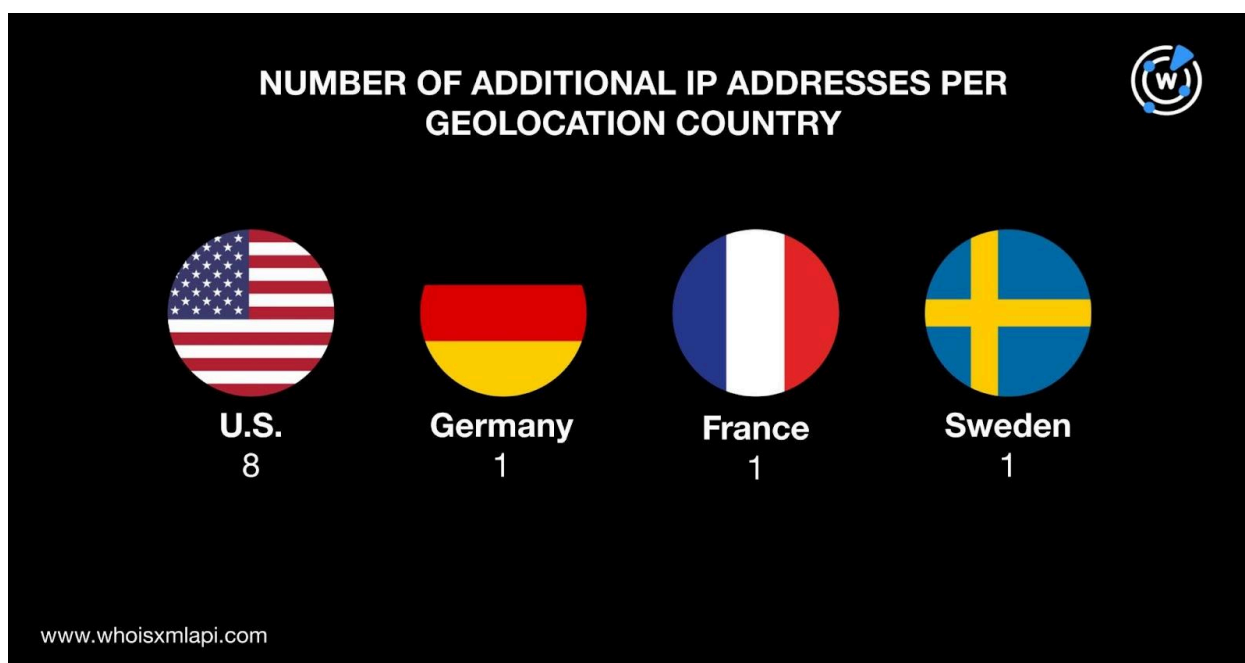 NUMBER OF ADDITIONAL IP ADDRESSES PER
GEOLOCATION COUNTRY
W
U.S.
8
Germany
1
France
1
Sweden
1
www.whoisxmlapi.com